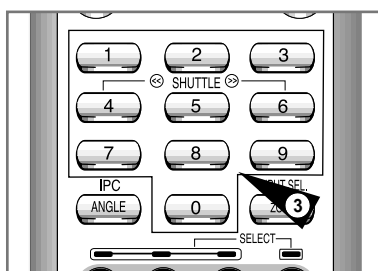 1 2 3
<< SHUTTLE >>
4 5 6
7 8 9
IPC
ANGLE 0
SEL.
3
SELECT